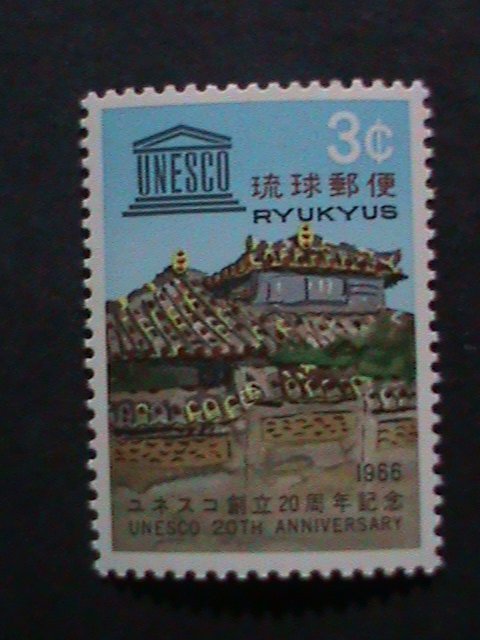 3¢
UNESCO
琉球郵便
RYUKYUS
1966
ユネスコ創立20周年記念
UNESCO 20TH ANNIVERSARY